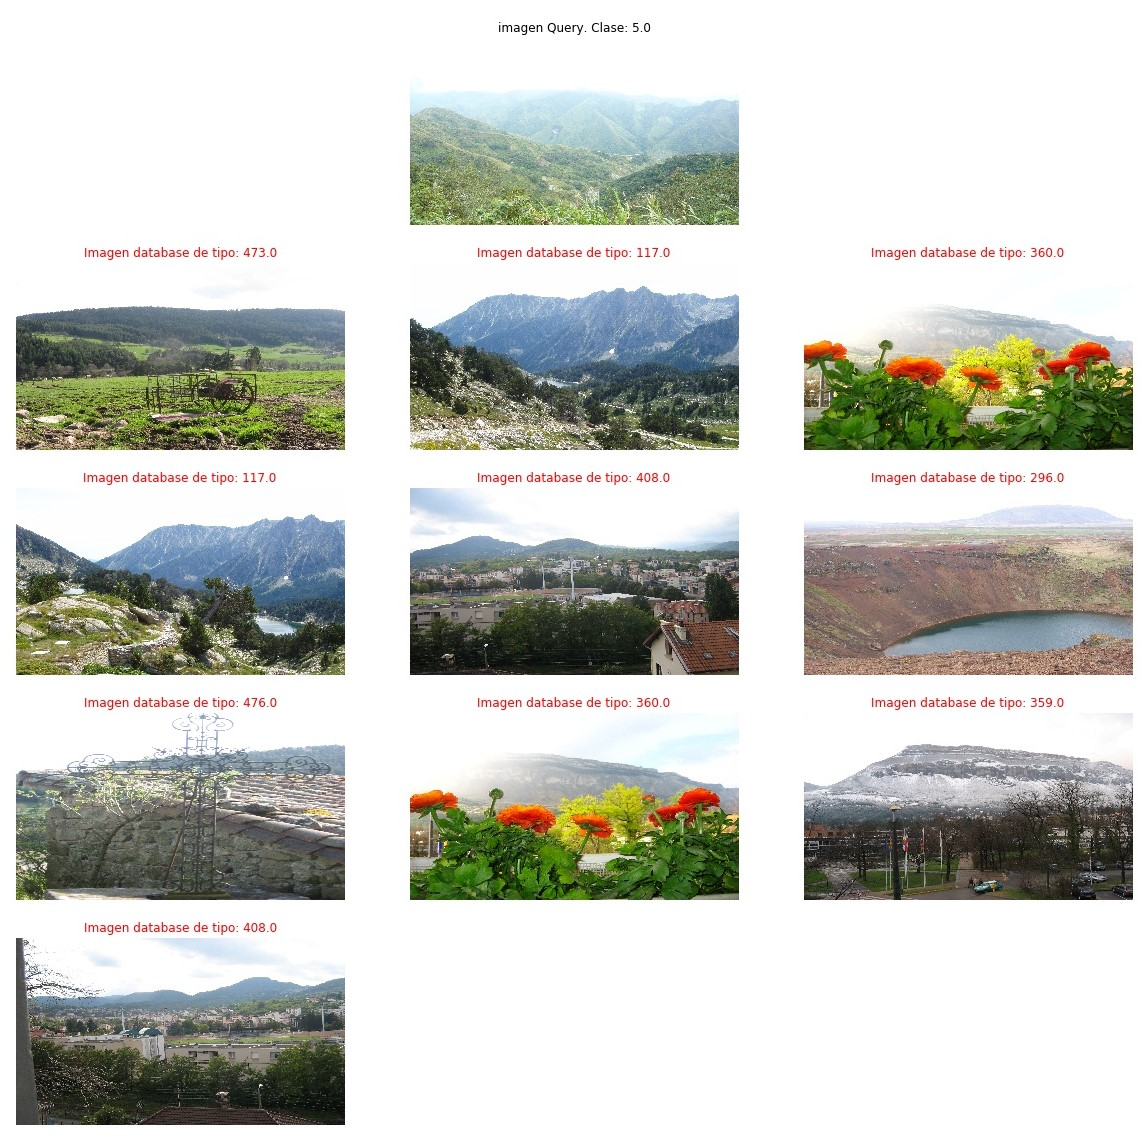 imagen Query. Clase: 5.0
Imagen database de tipo: 473.0
Imagen database de tipo: 117.0
Imagen database de tipo: 360.0
Imagen database de tipo: 117.0
Imagen database de tipo: 408.0
Imagen database de tipo: 296.0
Imagen database de tipo: 476.0
Imagen database de tipo: 360.0
Imagen database de tipo: 359.0
Imagen database de tipo: 408.0